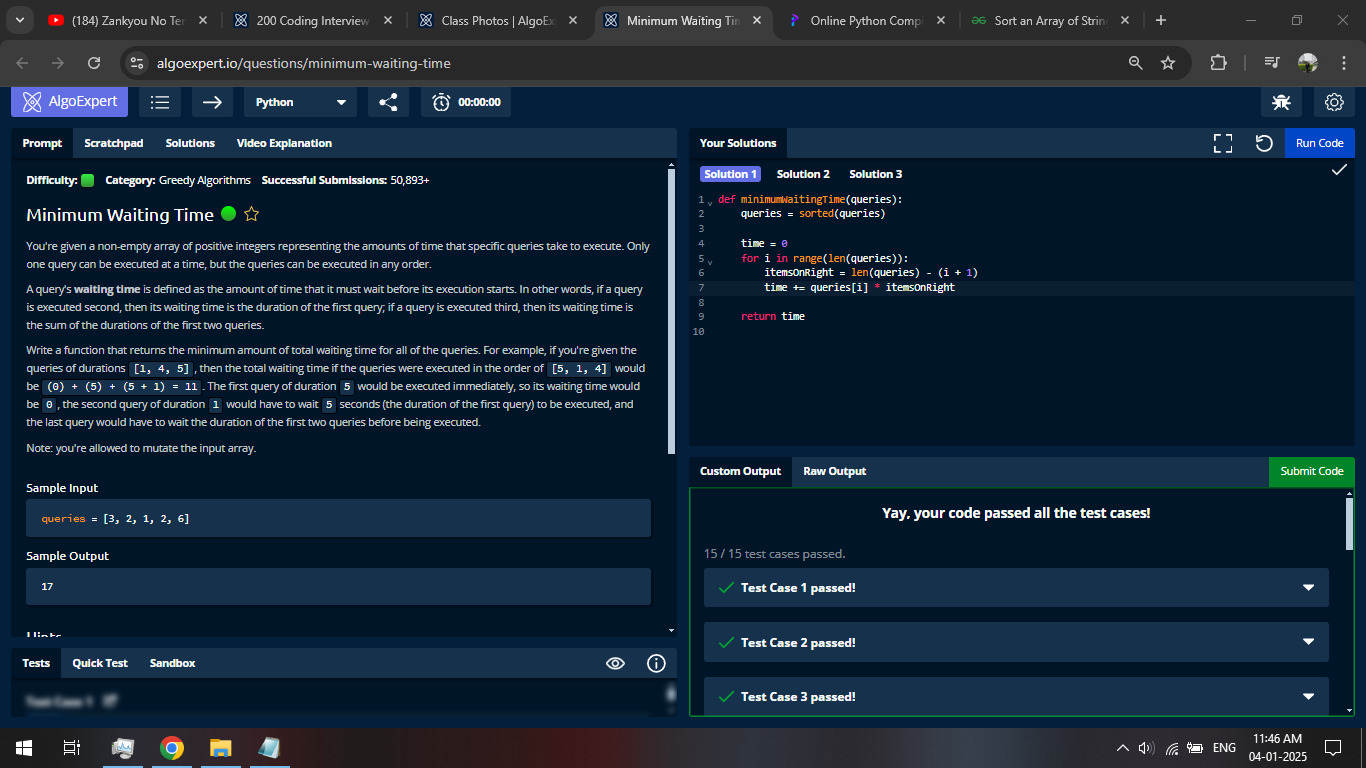 (184) Zankyou No Ter
200 Coding Interview
Class Photos | AlgoEx
Minimum Waiting Tim
Online Python Compi
Sort an Array of String
algoexpert.io/questions/minimum-waiting-time
AlgoExpert
Python
00:00:00
Prompt Scratchpad Solutions Video Explanation
Difficulty: Category: Greedy Algorithms Successful Submissions: 50,893+
Minimum Waiting Time
You're given a non-empty array of positive integers representing the amounts of time that specific queries take to execute. Only
one query can be executed at a time, but the queries can be executed in any order.
A query's waiting time is defined as the amount of time that it must wait before its execution starts. In other words, if a query
is executed second, then its waiting time is the duration of the first query; if a query is executed third, then its waiting time is
the sum of the durations of the first two queries.
Write a function that returns the minimum amount of total waiting time for all of the queries. For example, if you're given the
queries of durations [1, 4, 5] , then the total waiting time if the queries were executed in the order of [5, 1, 4] would
be (0) + (5) + (5 + 1) = 11 . The first query of duration 5 would be executed immediately, so its waiting time would
be 0 , the second query of duration 1 would have to wait 5 seconds (the duration of the first query) to be executed, and
the last query would have to wait the duration of the first two queries before being executed.
Note: you're allowed to mutate the input array.
Sample Input
queries = [3, 2, 1, 2, 6]
Sample Output
17
Hints
Tests Quick Test Sandbox
Test Case 1
Your Solutions
Run Code
Solution 1 Solution 2 Solution 3
1 def minimumWaitingTime(queries):
2 queries = sorted(queries)
3
4 time = 0
5 for i in range(len(queries)):
6 itemsOnRight = len(queries) - (i + 1)
7 time += queries[i] * itemsOnRight
8
9 return time
10
Custom Output Raw Output
Submit Code
Yay, your code passed all the test cases!
15 / 15 test cases passed.
Test Case 1 passed!
Test Case 2 passed!
Test Case 3 passed!
ENG
11:46 AM
04-01-2025